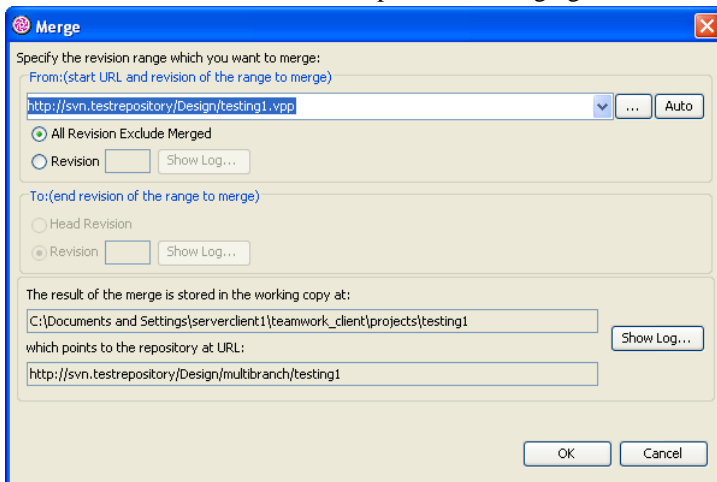 Merge
Specify the revision range which you want to merge:
From:(start URL and revision of the range to merge)
http://svn.testrepository/Design/testing1.vpp
... Auto
All Revision Exclude Merged
Revision Show Log...
To:(end revision of the range to merge)
Head Revision
Revision Show Log...
The result of the merge is stored in the working copy at:
C:\Documents and Settings\serverclient1\teamwork_client\projects\testing1
Show Log...
which points to the repository at URL:
http://svn.testrepository/Design/multibranch/testing1
OK Cancel